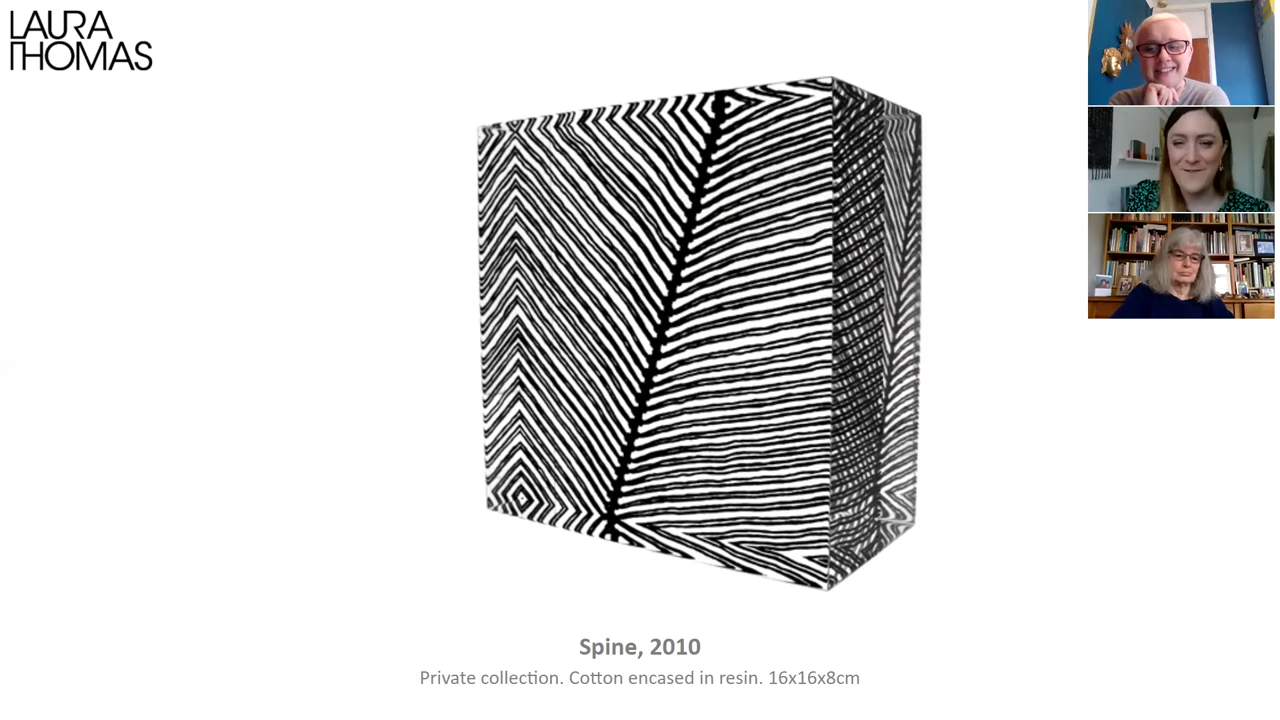 LAURA
THOMAS
Spine, 2010
Private collection. Cotton encased in resin. 16x16x8cm